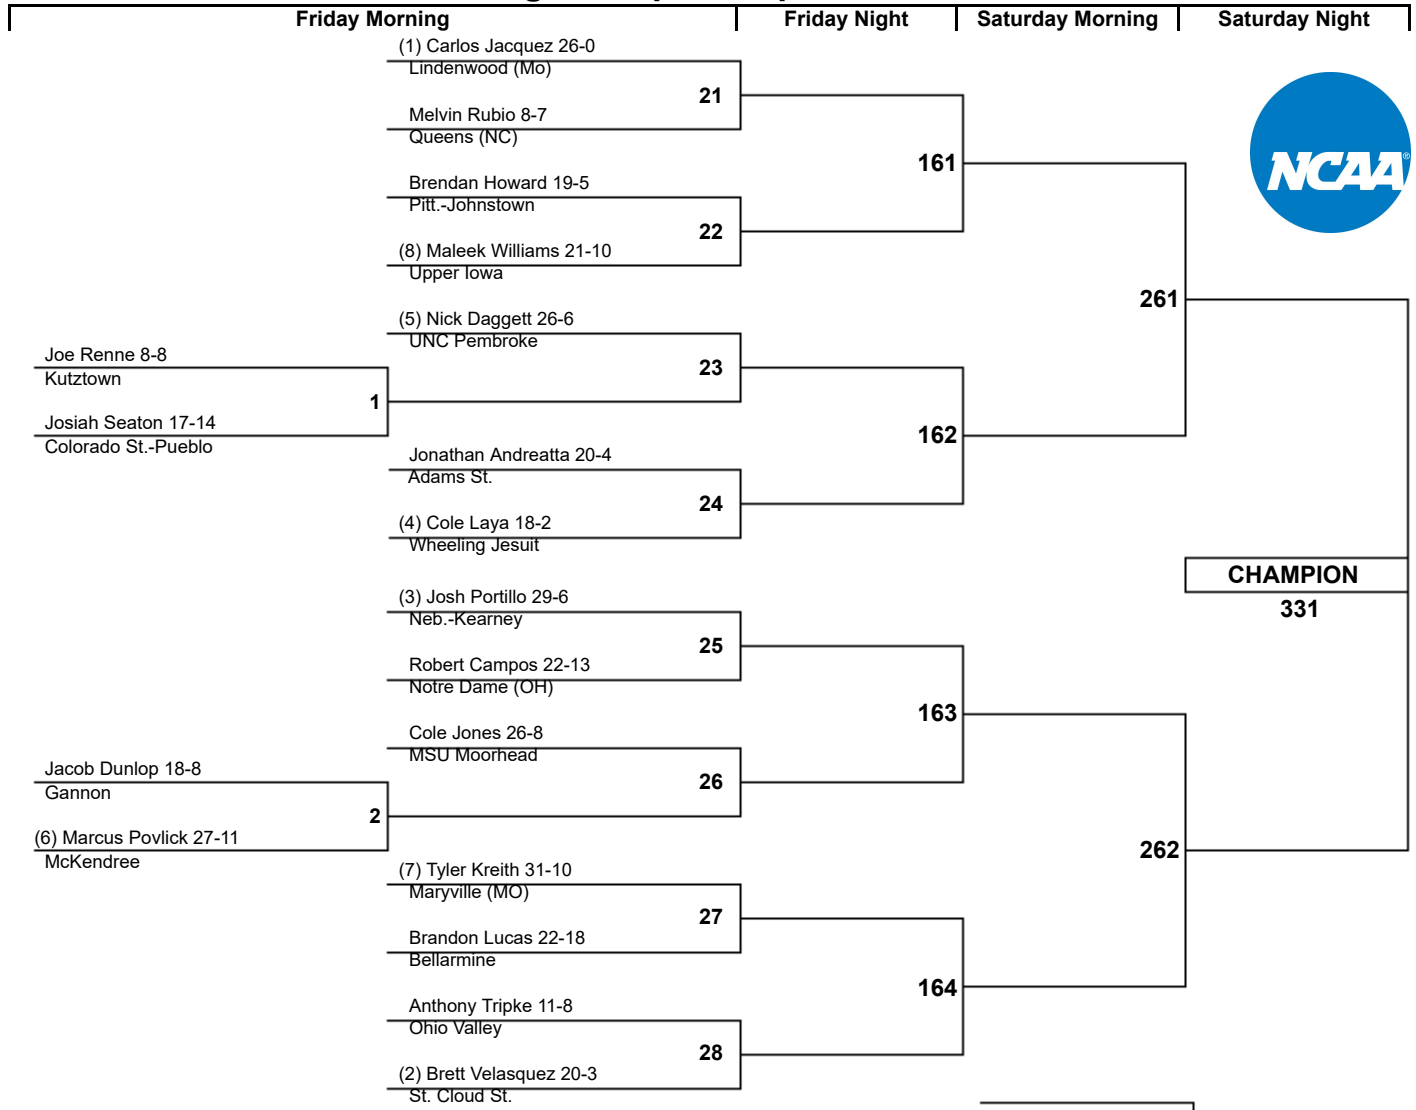 Friday Morning
Friday Night
Saturday Morning
Saturday Night
(1) Carlos Jacquez 26-0
Lindenwood (Mo)
21
Melvin Rubio 8-7
Queens (NC)
161
Brendan Howard 19-5
Pitt.-Johnstown
22
(8) Maleek Williams 21-10
Upper Iowa
NCAA
®
261
(5) Nick Daggett 26-6
UNC Pembroke
23
Joe Renne 8-8
Kutztown
1
Josiah Seaton 17-14
Colorado St.-Pueblo
162
Jonathan Andreatta 20-4
Adams St.
24
(4) Cole Laya 18-2
Wheeling Jesuit
CHAMPION
331
(3) Josh Portillo 29-6
Neb.-Kearney
25
Robert Campos 22-13
Notre Dame (OH)
163
Cole Jones 26-8
MSU Moorhead
26
Jacob Dunlop 18-8
Gannon
2
(6) Marcus Povlick 27-11
McKendree
262
(7) Tyler Kreith 31-10
Maryville (MO)
27
Brandon Lucas 22-18
Bellarmine
164
Anthony Tripke 11-8
Ohio Valley
28
(2) Brett Velasquez 20-3
St. Cloud St.